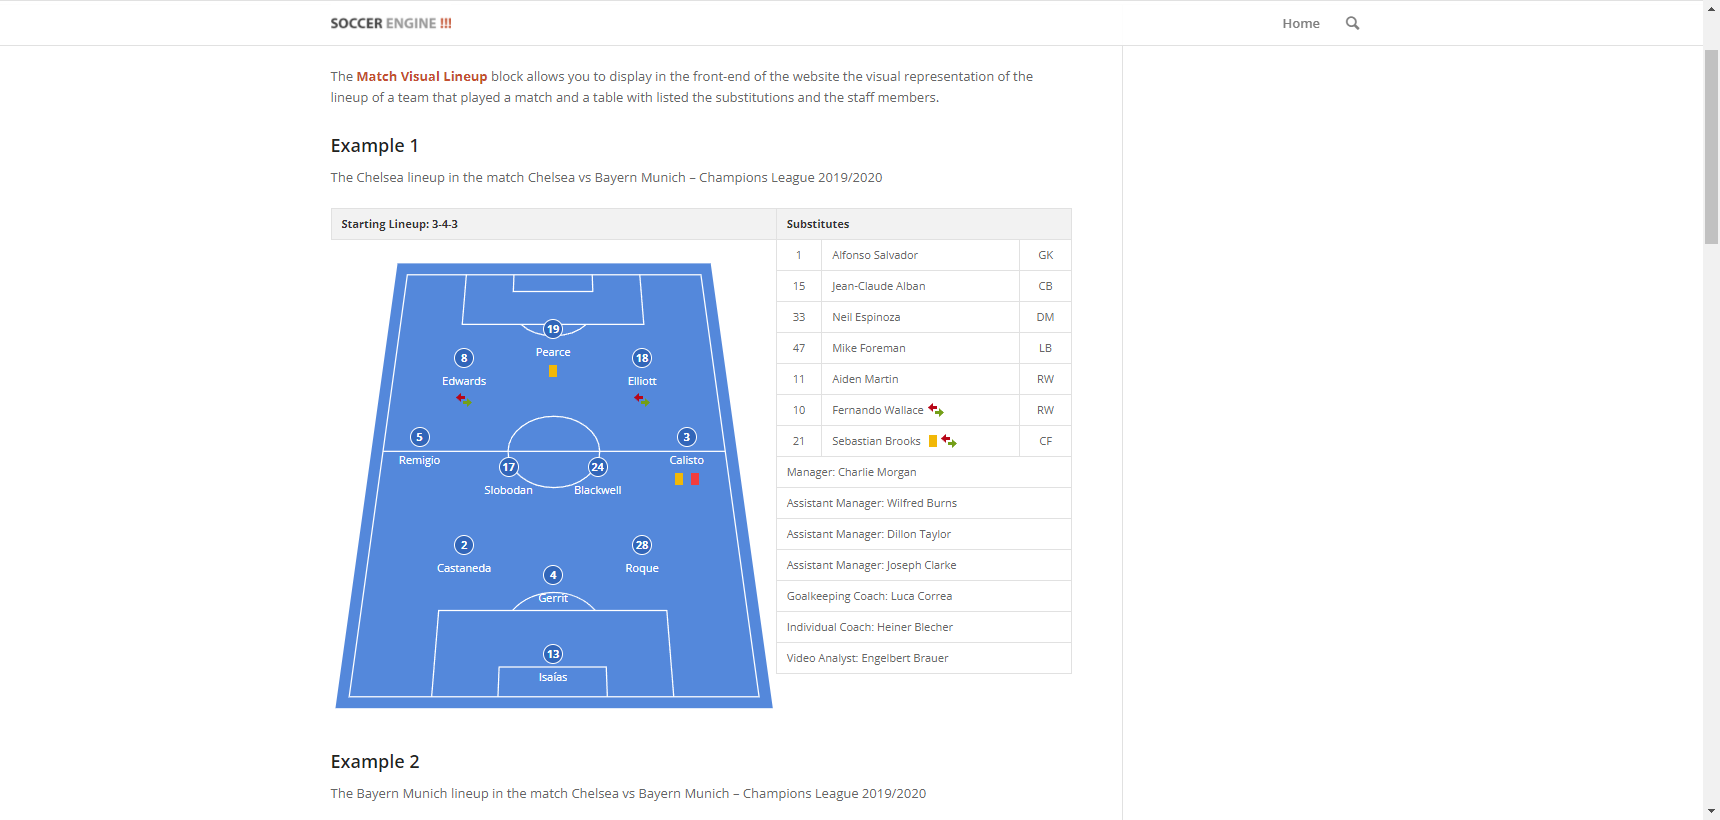 SOCCER ENGINE !!!
Home
The Match Visual Lineup block allows you to display in the front-end of the website the visual representation of the
lineup of a team that played a match and a table with listed the substitutions and the staff members.
Example 1
The Chelsea lineup in the match Chelsea vs Bayern Munich – Champions League 2019/2020
Starting Lineup: 3-4-3
19
Pearce
8
Edwards
18
Elliott
5
Remigio
3
Calisto
17
Slobodan
24
Blackwell
2
Castaneda
28
Roque
4
Gerrit
13
Isaías
Substitutes
1 Alfonso Salvador GK
15 Jean-Claude Alban CB
33 Neil Espinoza DM
47 Mike Foreman LB
11 Aiden Martin RW
10 Fernando Wallace RW
21 Sebastian Brooks CF
Manager: Charlie Morgan
Assistant Manager: Wilfred Burns
Assistant Manager: Dillon Taylor
Assistant Manager: Joseph Clarke
Goalkeeping Coach: Luca Correa
Individual Coach: Heiner Blecher
Video Analyst: Engelbert Brauer
Example 2
The Bayern Munich lineup in the match Chelsea vs Bayern Munich – Champions League 2019/2020